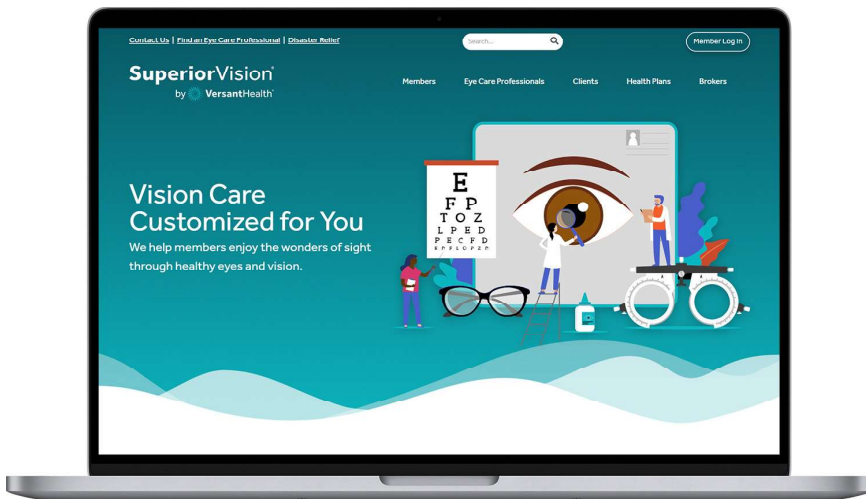 Contact Us | Find an Eye Care Professional | Disaster Relief
Search...
Member Log In
SuperiorVision
by VersantHealth
Members
Eye Care Professionals
Clients
Health Plans
Brokers
Vision Care
Customized for You
We help members enjoy the wonders of sight
through healthy eyes and vision.
E
F P
T O Z
L P E D
P E C F D